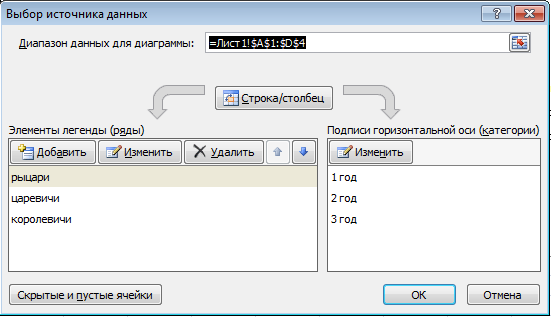 Выбор источника данных
Диапазон данных для диаграммы: =Лист1!$A$1:$D$4
Строка/столбец
Элементы легенды (ряды)
Добавить Изменить Удалить
рыцари
царевичи
королевичи
Подписи горизонтальной оси (категории)
Изменить
1 год
2 год
3 год
Скрытые и пустые ячейки
ОК Отмена